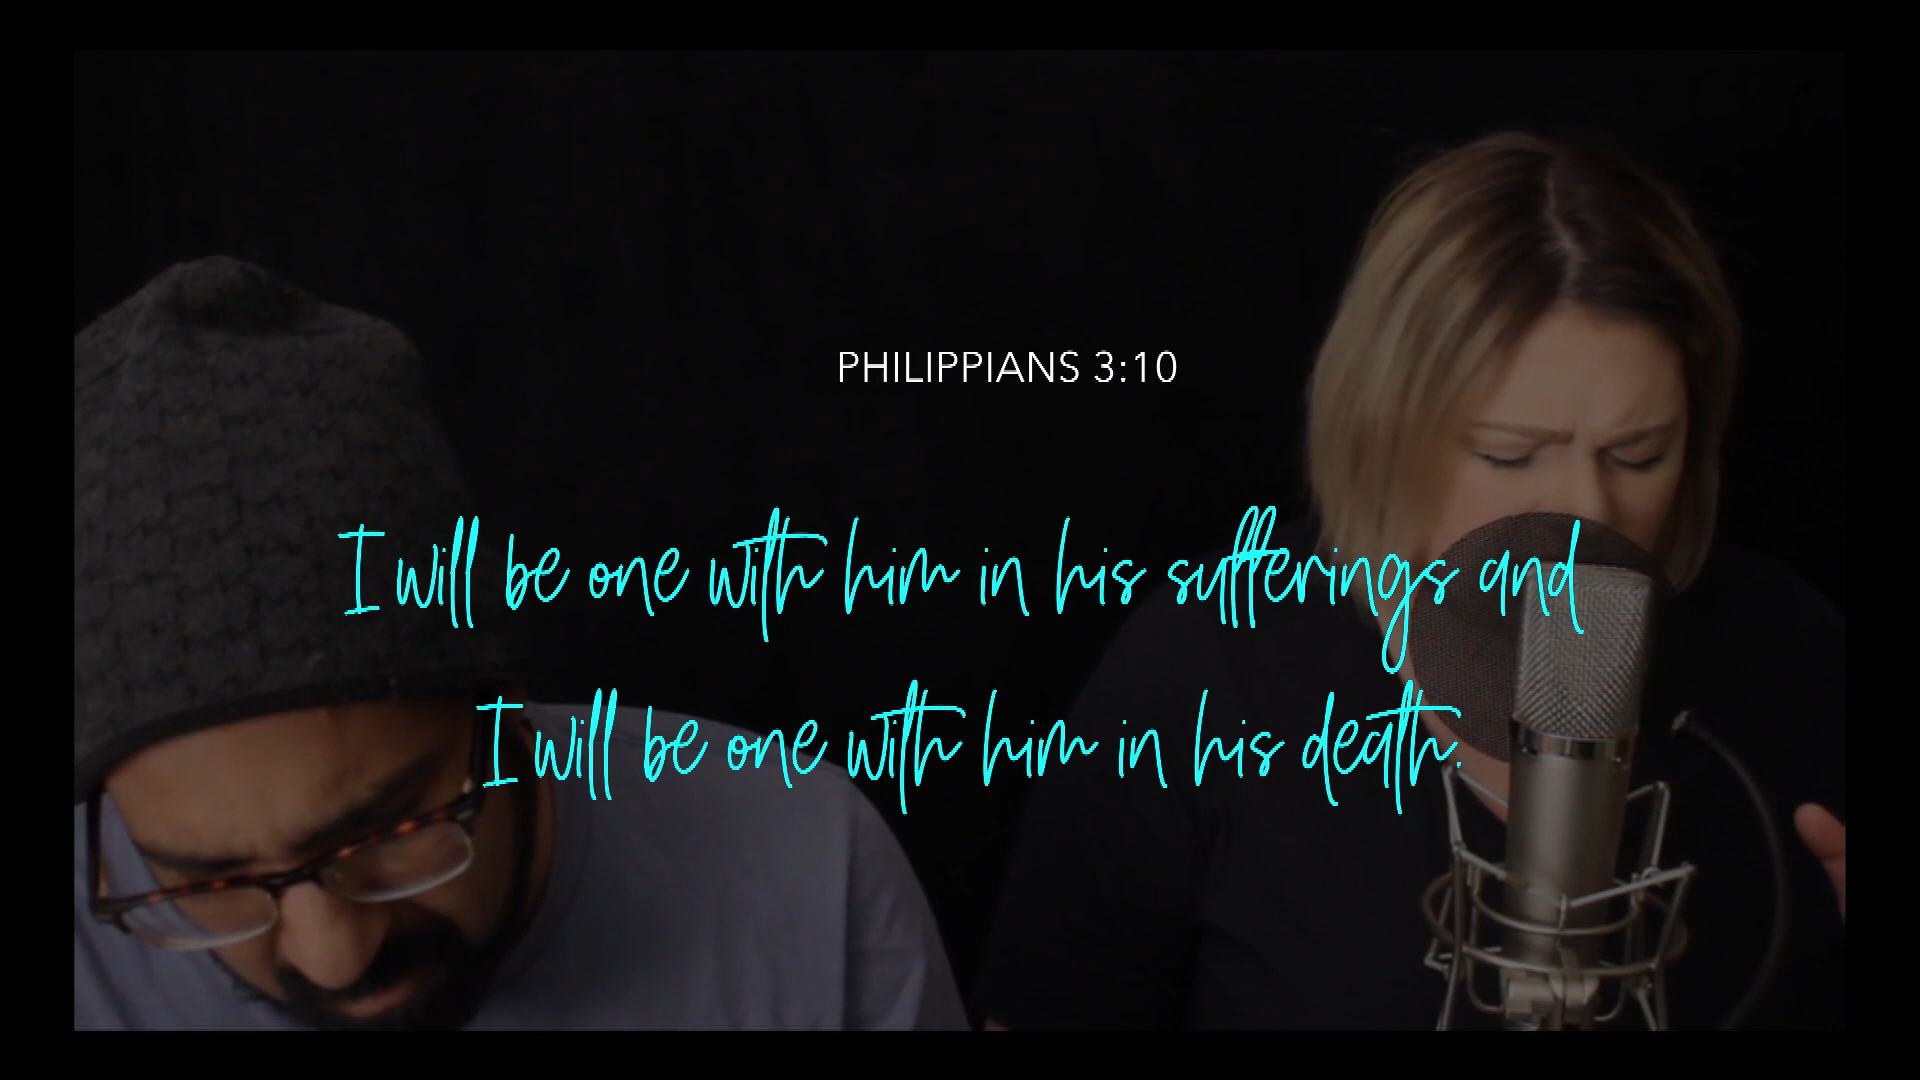 PHILIPPIANS 3:10
I will be one with him in his sufferings and
I will be one with him in his death.